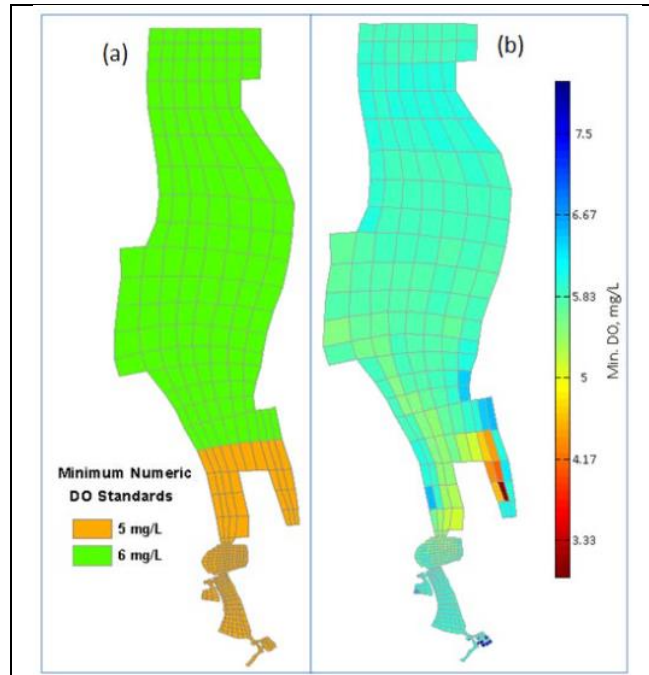 (a)
(b)
7.5
6.67
5.83
5
4.17
3.33
Min. DO, mg/L
Minimum Numeric
DO Standards
5 mg/L
6 mg/L